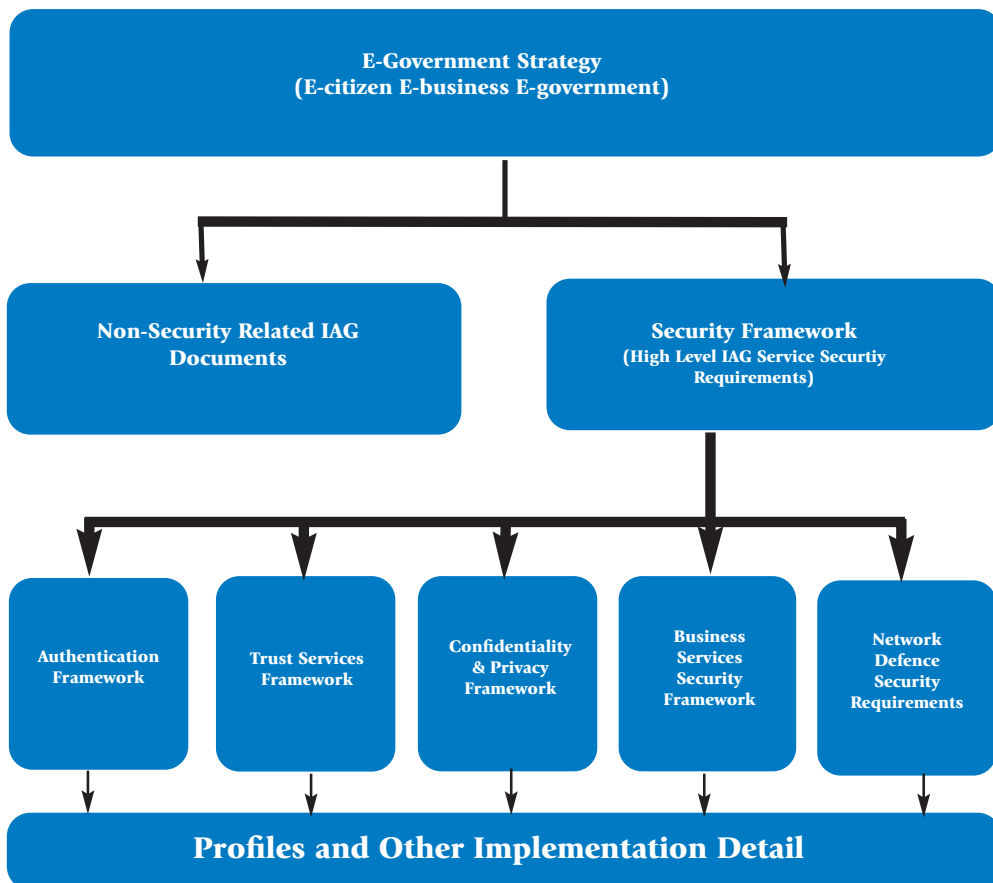 E-Government Strategy
(E-citizen E-business E-government)
Non-Security Related IAG
Documents
Security Framework
(High Level IAG Service Securtiy
Requirements)
Authentication
Framework
Trust Services
Framework
Confidentiality
& Privacy
Framework
Business
Services
Security
Framework
Network
Defence
Security
Requirements
Profiles and Other Implementation Detail